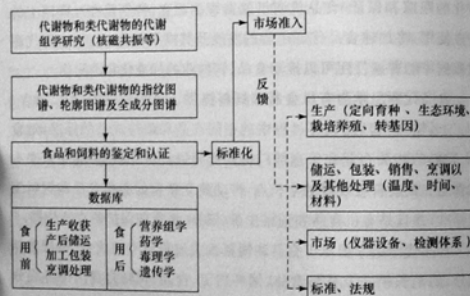 代谢物和类代谢物的代谢
组学研究（核磁共振等）
代谢物和类代谢物的指纹图
谱、轮廓图谱及全成分图谱
食品和饲料的鉴定和认证
标准化
数据库
食用前
生产收获
产后储运
加工包装
烹调处理
食用后
营养组学
药学
毒理学
遗传学
市场准入
反馈
生产（定向育种、生态环境、
栽培养殖、转基因）
储运、包装、销售、烹调以
及其他处理（温度、时间、
材料）
市场（仪器设备、检测体系）
标准、法规